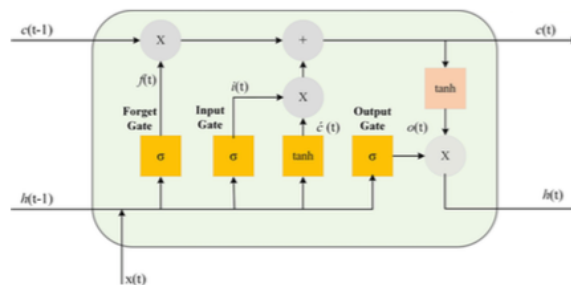 c(t-1)
X
+
c(t)
f(t)
i(t)
X
tanh
Forget
Gate
Input
Gate
ĉ (t)
Output
Gate
o(t)
σ
σ
tanh
σ
X
h(t-1)
h(t)
x(t)